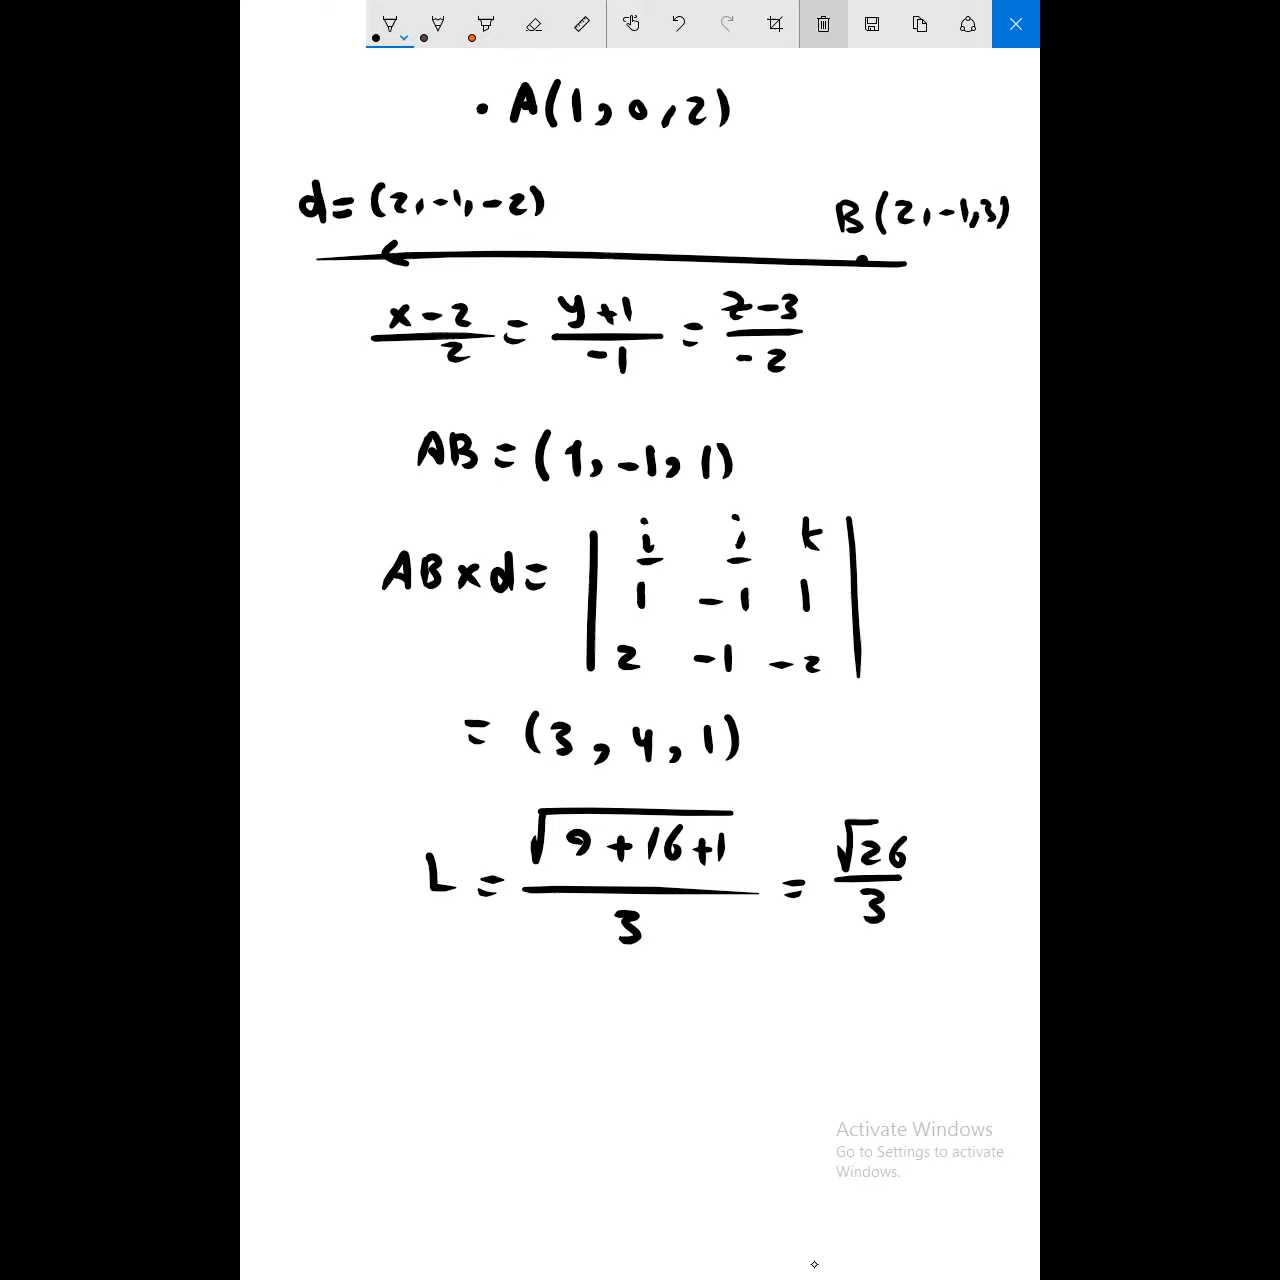 . A(1, 0, 2)
d = (2, -1, -2)
B (2, -1, 3)
x - 2 / 2 = y + 1 / -1 = z - 3 / -2
AB = (1, -1, 1)
AB x d = | i j k
1 -1 1
2 -1 -2 |
= (3, 4, 1)
L = √9 + 16 + 1 / 3 = √26 / 3
Activate Windows
Go to Settings to activate
Windows.